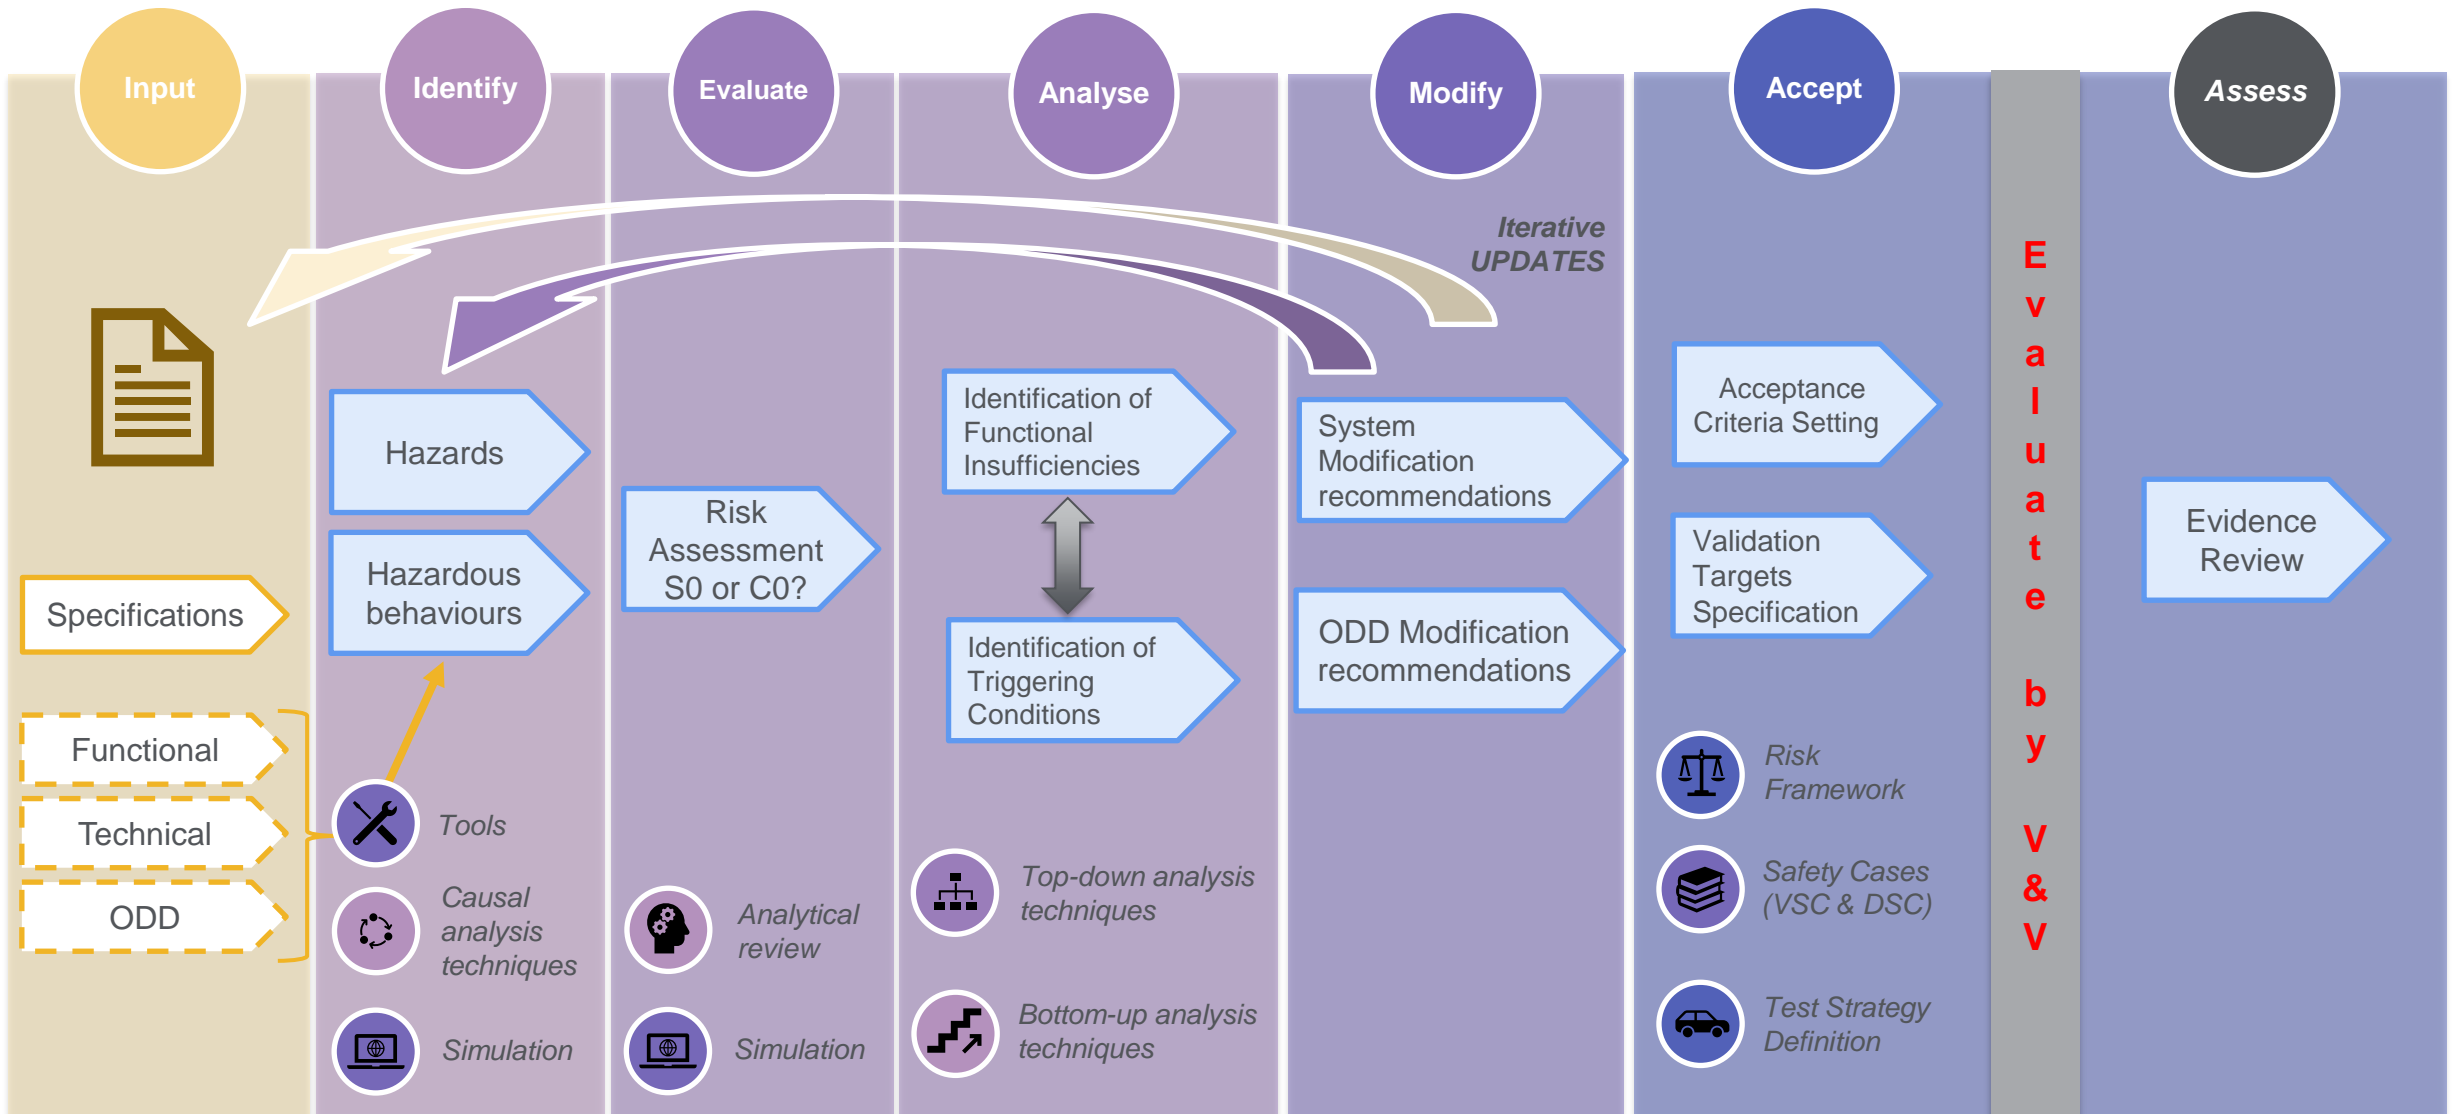 Input
Identify
Evaluate
Analyse
Modify
Accept
Assess
Iterative
UPDATES
Specifications
Functional
Technical
ODD
Hazards
Hazardous
behaviours
Tools
Causal
analysis
techniques
Simulation
Risk
Assessment
S0 or C0?
Analytical
review
Simulation
Identification of
Functional
Insufficiencies
Identification of
Triggering
Conditions
Top-down analysis
techniques
Bottom-up analysis
techniques
System
Modification
recommendations
ODD Modification
recommendations
Acceptance
Criteria Setting
Validation
Targets
Specification
Risk
Framework
Safety Cases
(VSC & DSC)
Test Strategy
Definition
Evaluate by V&V
Evidence
Review